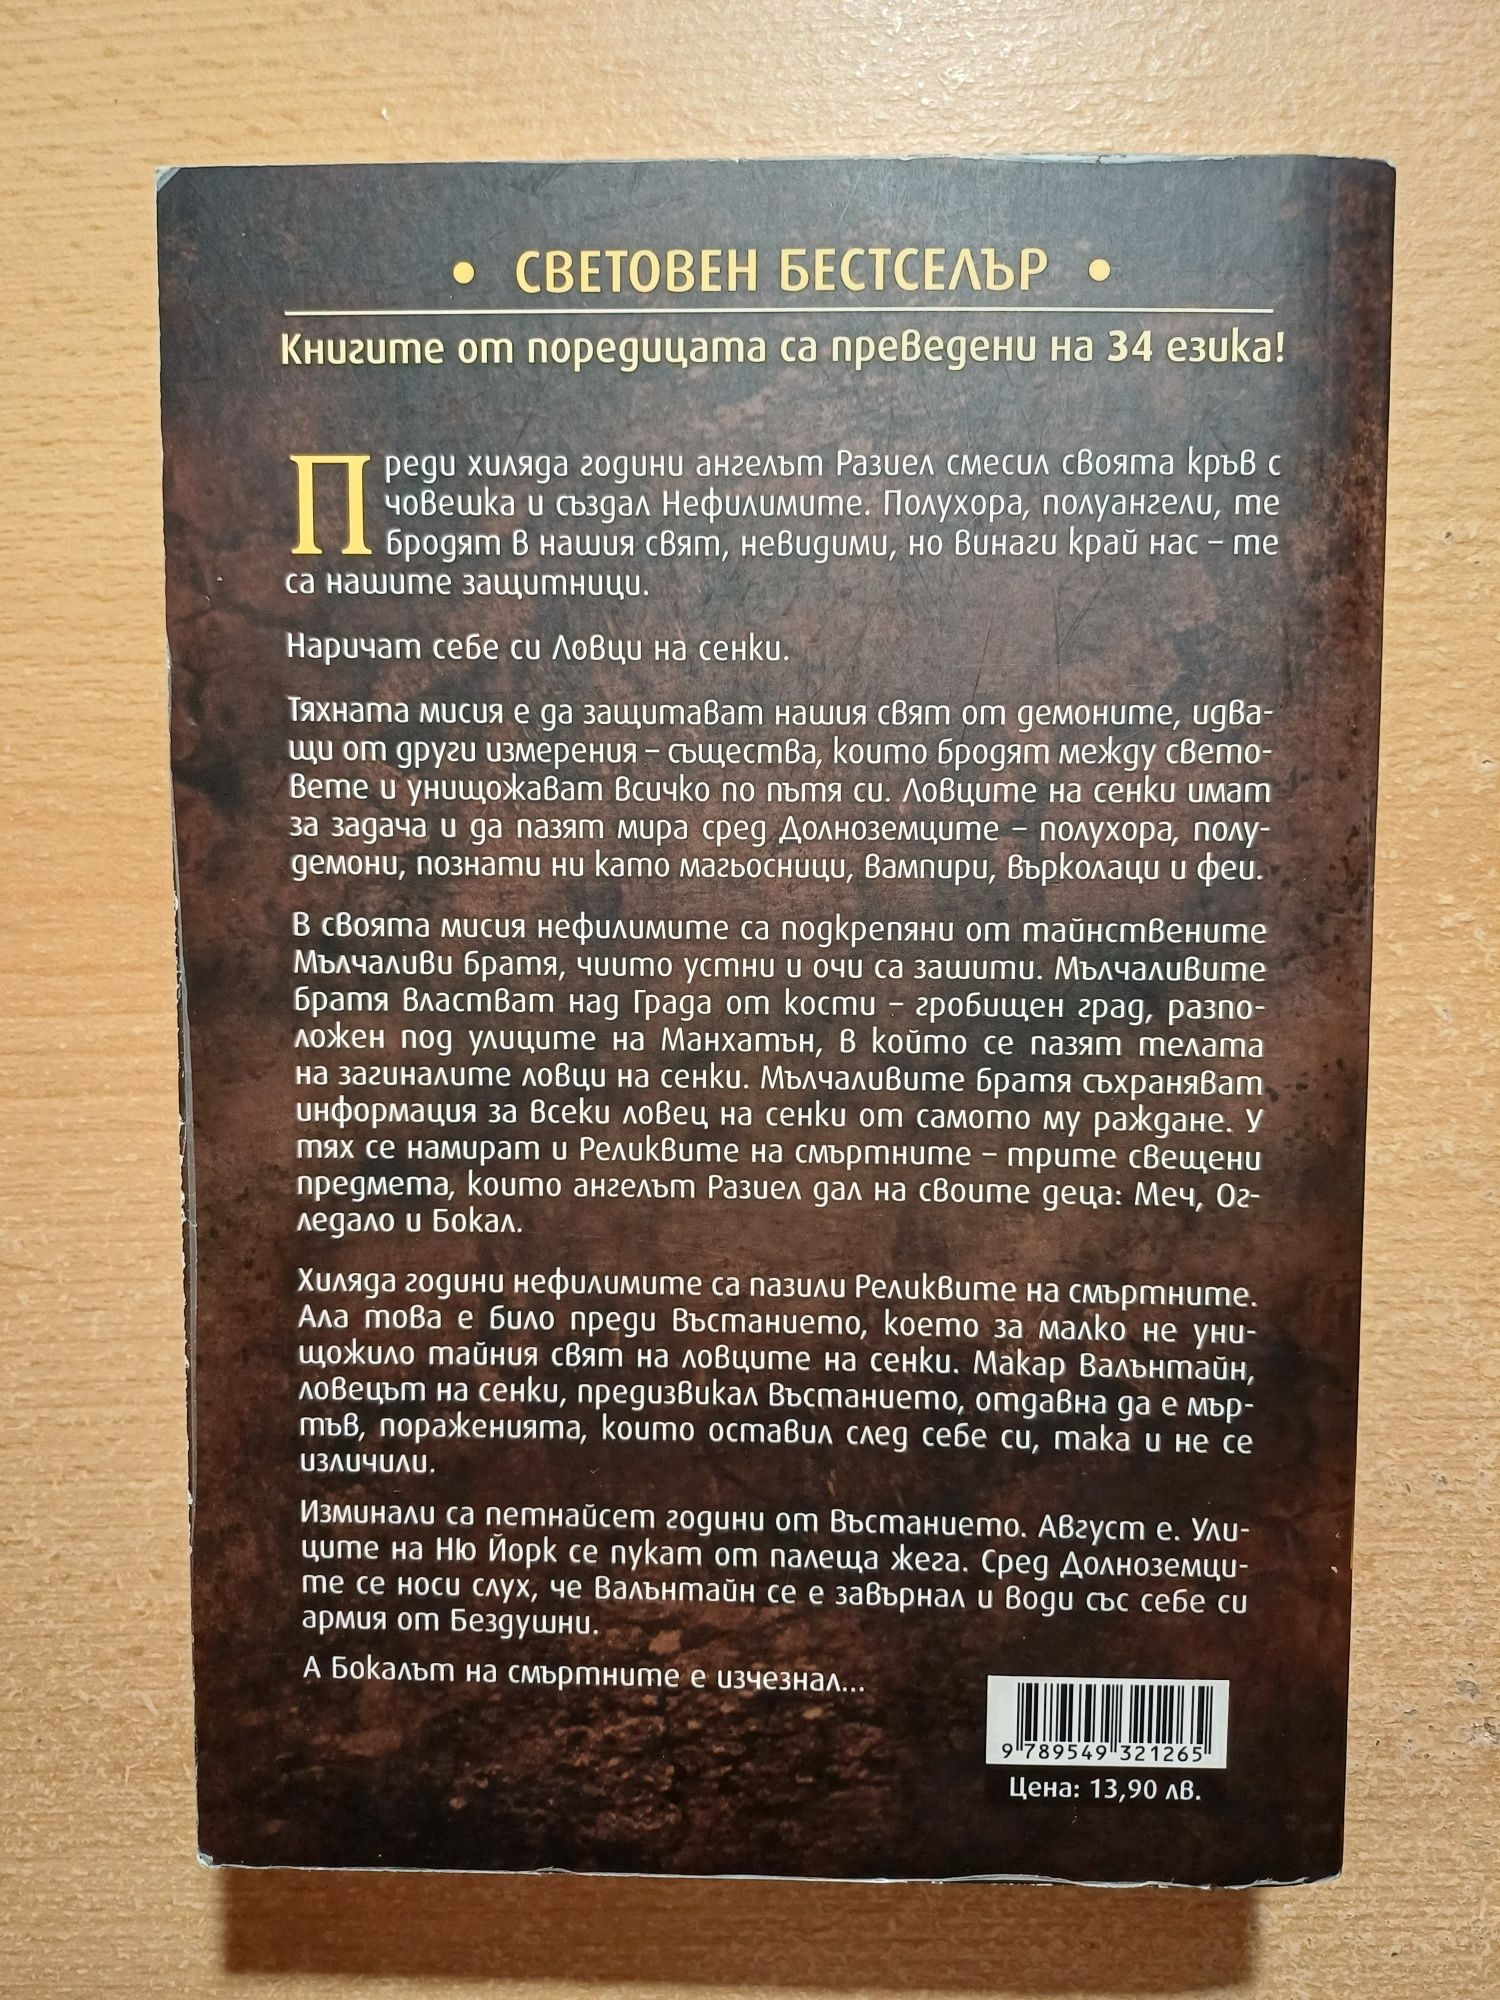 • СВЕТОВЕН БЕСТСЕЛЪР •
Книгите от поредицата са преведени на 34 езика!
Преди хиляда години ангелът Разиел смесил своята кръв с
човешка и създал Нефилимите. Полухора, полуангели, те
бродят в нашия свят, невидими, но винаги край нас – те
са нашите защитници.
Наричат себе си Ловци на сенки.
Тяхната мисия е да защитават нашия свят от демоните, идва-
щи от други измерения – същества, които бродят между свето-
вете и унищожават всичко по пътя си. Ловците на сенки имат
за задача и да пазят мира сред Долноземците – полухора, полу-
демони, познати ни като магьосници, вампири, върколаци и феи.
В своята мисия нефилимите са подкрепяни от тайнствените
Мълчаливи братя, чиито устни и очи са зашити. Мълчаливите
братя властват над Града от кости – гробищен град, разпо-
ложен под улиците на Манхатън, в който се пазят телата
на загиналите ловци на сенки. Мълчаливите братя съхраняват
информация за всеки ловец на сенки от самото му раждане. У
тях се намират и Реликвите на смъртните – трите свещени
предмета, които ангелът Разиел дал на своите деца: Меч, Ог-
ледало и Бокал.
Хиляда години нефилимите са пазили Реликвите на смъртните.
Ала това е било преди Въстанието, което за малко не уни-
щожило тайния свят на ловците на сенки. Макар Валънтайн,
ловецът на сенки, предизвикал Въстанието, отдавна да е мър-
тъв, пораженията, които оставил след себе си, така и не се
изличили.
Изминали са петнайсет години от Въстанието. Август е. Ули-
ците на Ню Йорк се пукат от палеща жега. Сред Долноземци-
те се носи слух, че Валънтайн се е завърнал и води със себе си
армия от Бездушни.
А Бокалът на смъртните е изчезнал...
9 789549 321265
Цена: 13,90 лв.